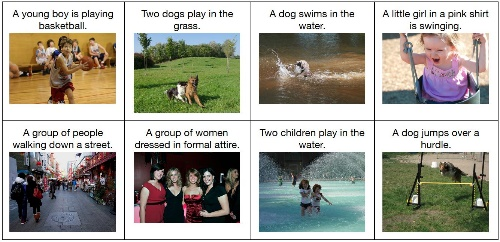 A young boy is playing
basketball.
Two dogs play in the
grass.
A dog swims in the
water.
A little girl in a pink shirt
is swinging.
A group of people
walking down a street.
A group of women
dressed in formal attire.
Two children play in the
water.
A dog jumps over a
hurdle.